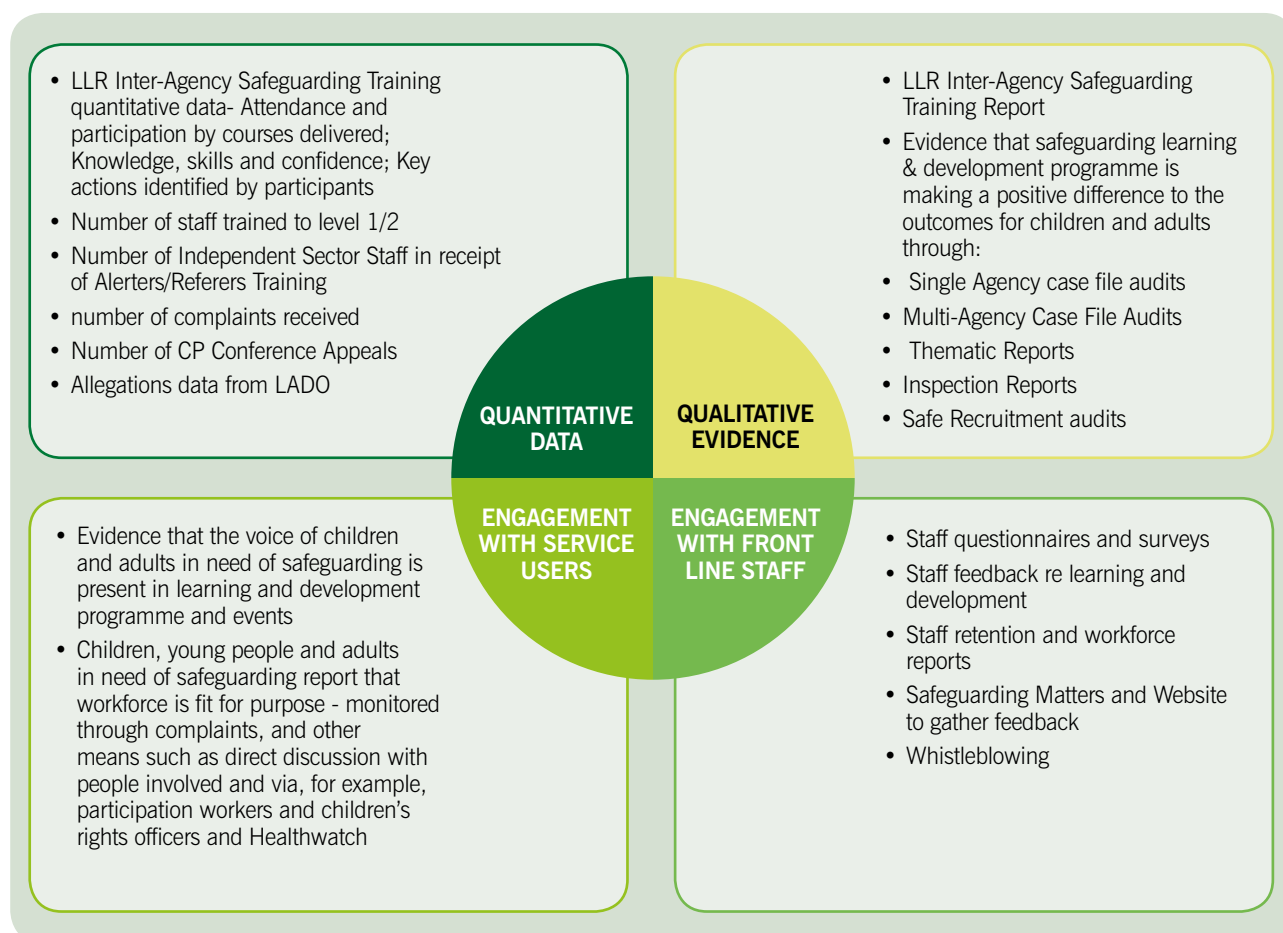 • LLR Inter-Agency Safeguarding Training
quantitative data- Attendance and
participation by courses delivered;
Knowledge, skills and confidence; Key
actions identified by participants
• Number of staff trained to level 1/2
• Number of Independent Sector Staff in receipt
of Alerters/Referers Training
• number of complaints received
• Number of CP Conference Appeals
• Allegations data from LADO
• LLR Inter-Agency Safeguarding
Training Report
• Evidence that safeguarding learning
& development programme is
making a positive difference to the
outcomes for children and adults
through:
• Single Agency case file audits
• Multi-Agency Case File Audits
• Thematic Reports
• Inspection Reports
• Safe Recruitment audits
QUANTITATIVE
DATA
QUALITATIVE
EVIDENCE
ENGAGEMENT
WITH SERVICE
USERS
ENGAGEMENT
WITH FRONT
LINE STAFF
• Evidence that the voice of children
and adults in need of safeguarding is
present in learning and development
programme and events
• Children, young people and adults
in need of safeguarding report that
workforce is fit for purpose - monitored
through complaints, and other
means such as direct discussion with
people involved and via, for example,
participation workers and children’s
rights officers and Healthwatch
• Staff questionnaires and surveys
• Staff feedback re learning and
development
• Staff retention and workforce
reports
• Safeguarding Matters and Website
to gather feedback
• Whistleblowing